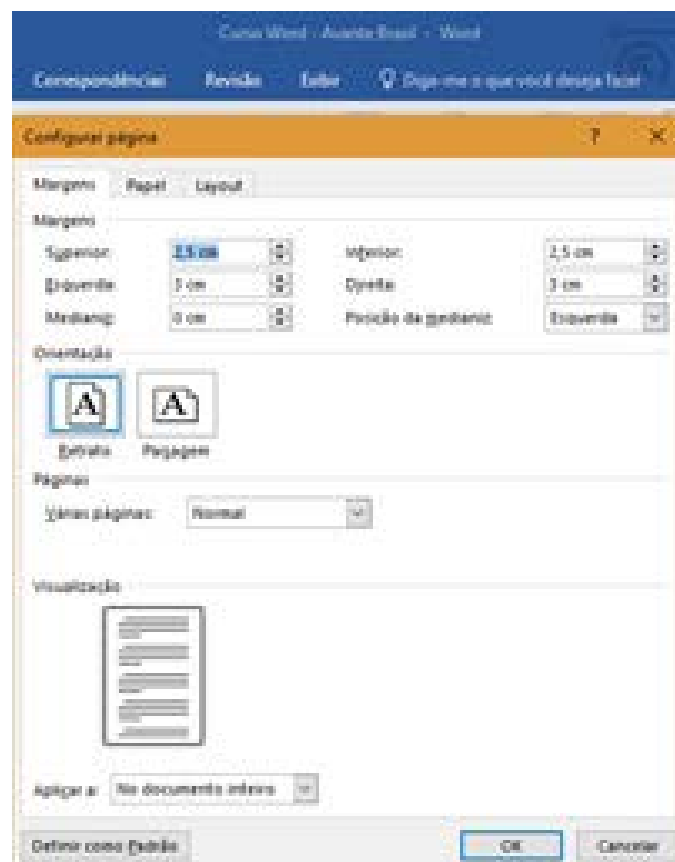 Curso Word - Avante Brasil - Word
Correspondências Revisão Exibir Diga-me o que você deseja fazer
Configurar página ? ×
Margens Papel Layout
Margens
Superior: 2,5 cm Inferior: 2,5 cm
Esquerda: 3 cm Direita: 3 cm
Medianiz: 0 cm Posição da medianiz: Esquerda
Orientação
A A
Retrato Paisagem
Páginas
Várias páginas: Normal
Visualização
Aplicar a: No documento inteiro
Definir como Padrão OK Cancelar